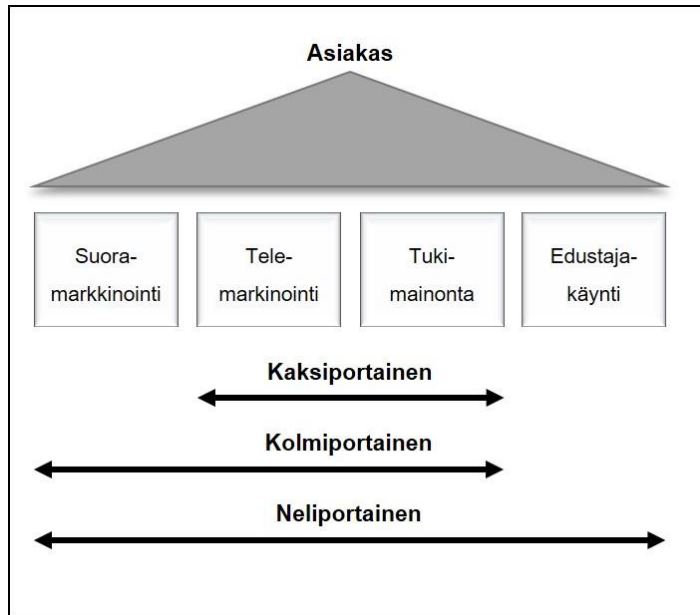 Asiakas
Suora-
markkinointi
Tele-
markinointi
Tuki-
mainonta
Edustaja-
käynti
Kaksiportainen
Kolmiportainen
Neliportainen